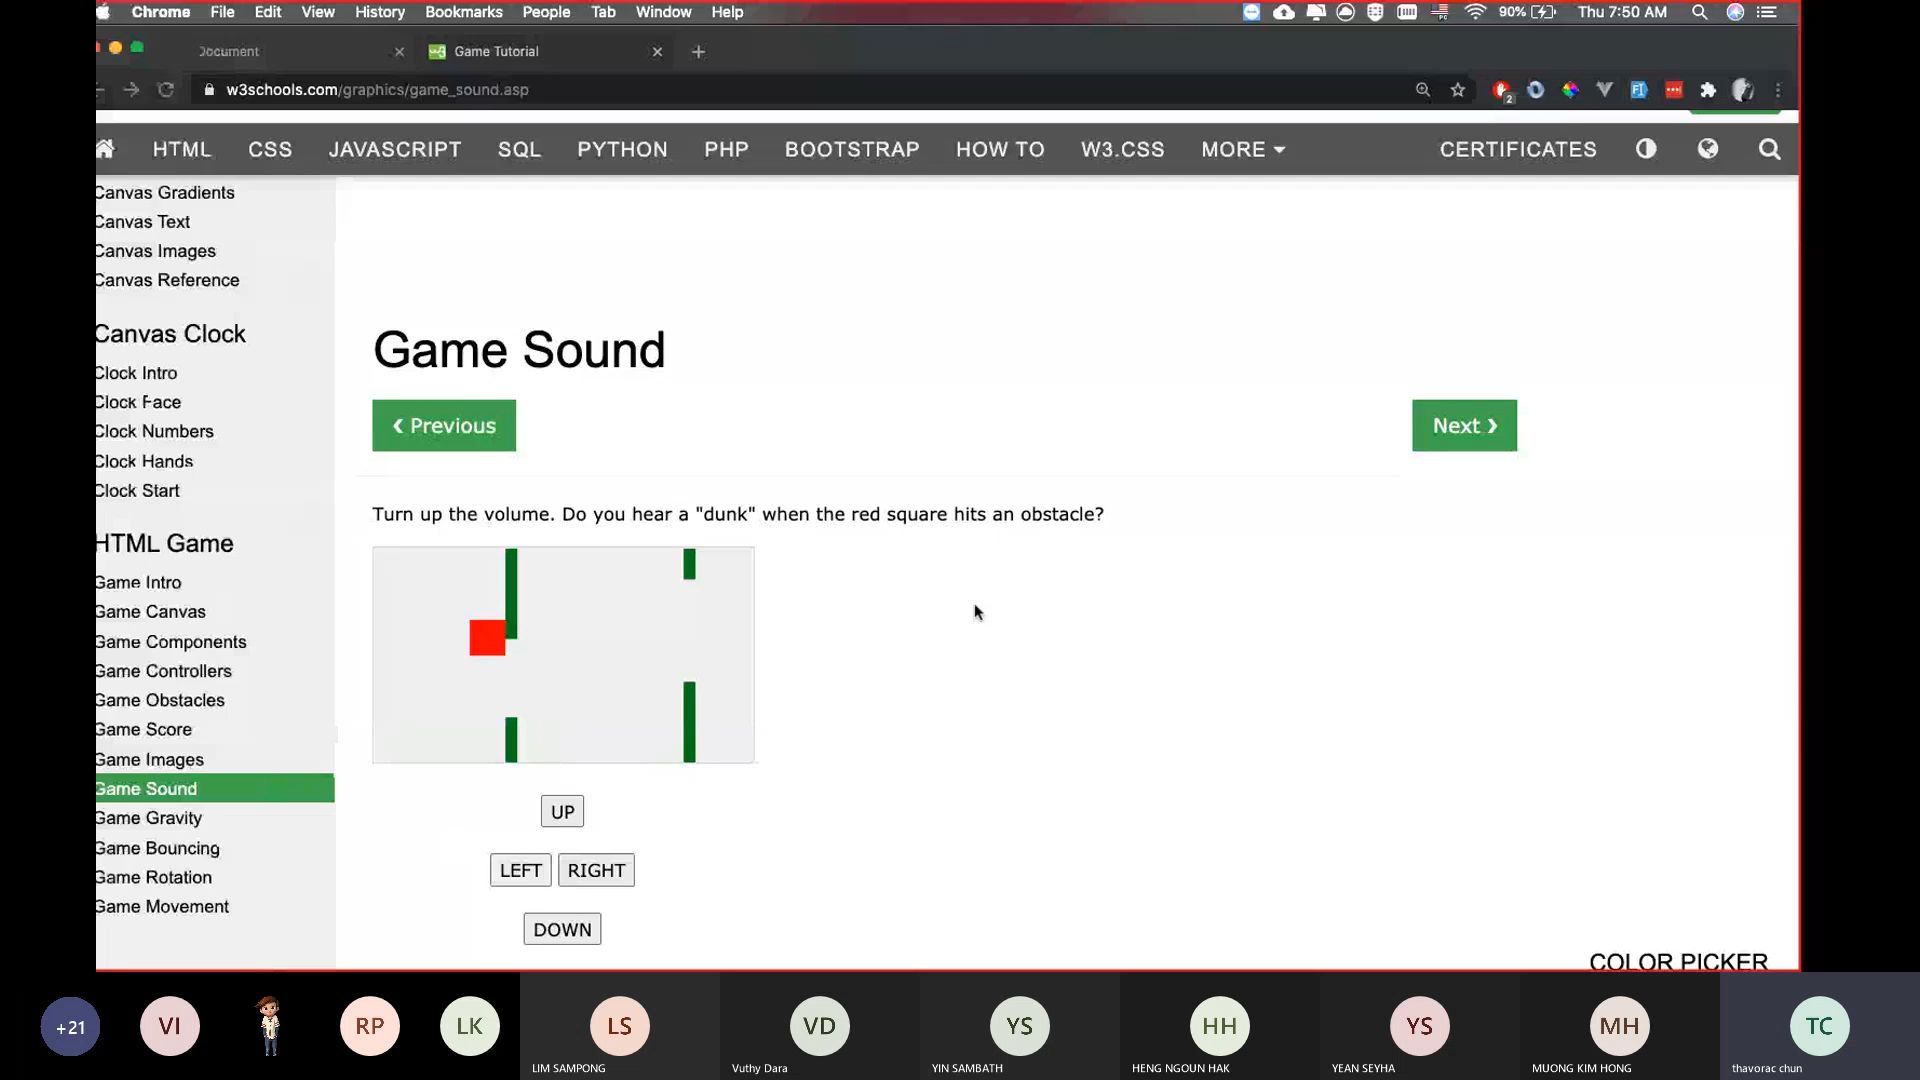 Chrome File Edit View History Bookmarks People Tab Window Help
90% Thu 7:50 AM
Document
Game Tutorial
w3schools.com/graphics/game_sound.asp
2
HTML CSS JAVASCRIPT SQL PYTHON PHP BOOTSTRAP HOW TO W3.CSS MORE CERTIFICATES
Canvas Gradients
Canvas Text
Canvas Images
Canvas Reference
Canvas Clock
Clock Intro
Clock Face
Clock Numbers
Clock Hands
Clock Start
HTML Game
Game Intro
Game Canvas
Game Components
Game Controllers
Game Obstacles
Game Score
Game Images
Game Sound
Game Gravity
Game Bouncing
Game Rotation
Game Movement
Game Sound
❮ Previous
Next ❯
Turn up the volume. Do you hear a "dunk" when the red square hits an obstacle?
UP
LEFT RIGHT
DOWN
COLOR PICKER
+21 VI RP LK LS VD YS HH YS MH TC
LIM SAMPONG Vuthy Dara YIN SAMBATH HENG NGOUN HAK YEAN SEYHA MUONG KIM HONG thavorac chun